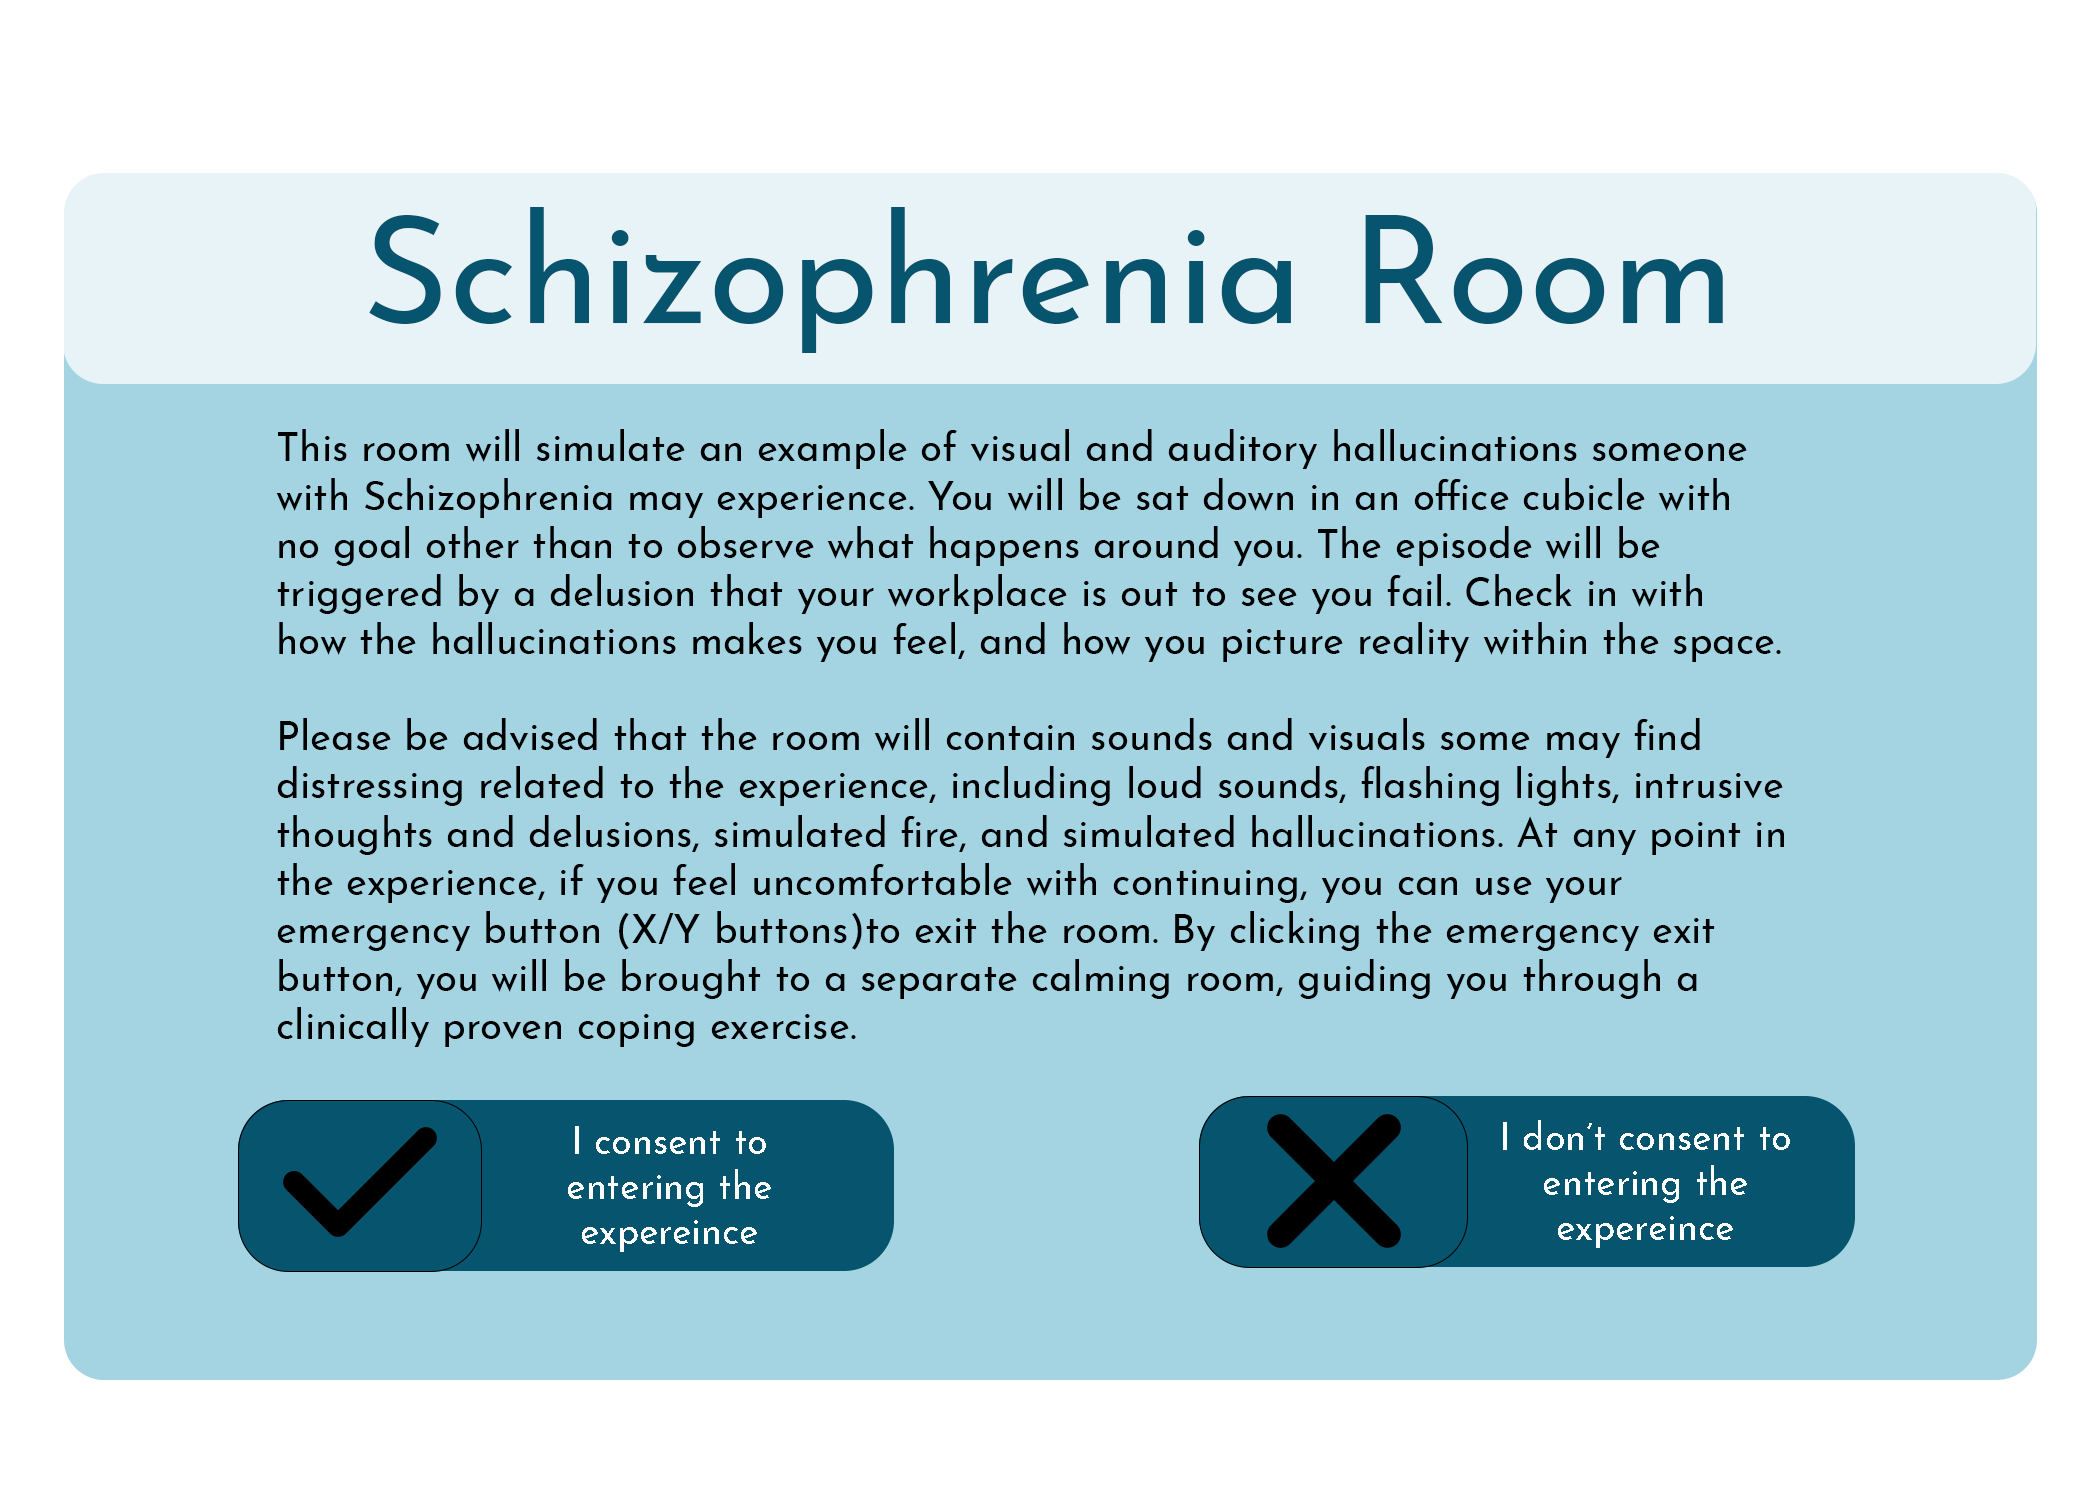 Schizophrenia Room
This room will simulate an example of visual and auditory hallucinations someone
with Schizophrenia may experience. You will be sat down in an office cubicle with
no goal other than to observe what happens around you. The episode will be
triggered by a delusion that your workplace is out to see you fail. Check in with
how the hallucinations makes you feel, and how you picture reality within the space.
Please be advised that the room will contain sounds and visuals some may find
distressing related to the experience, including loud sounds, flashing lights, intrusive
thoughts and delusions, simulated fire, and simulated hallucinations. At any point in
the experience, if you feel uncomfortable with continuing, you can use your
emergency button (X/Y buttons)to exit the room. By clicking the emergency exit
button, you will be brought to a separate calming room, guiding you through a
clinically proven coping exercise.
I consent to
entering the
expereince
I don't consent to
entering the
expereince